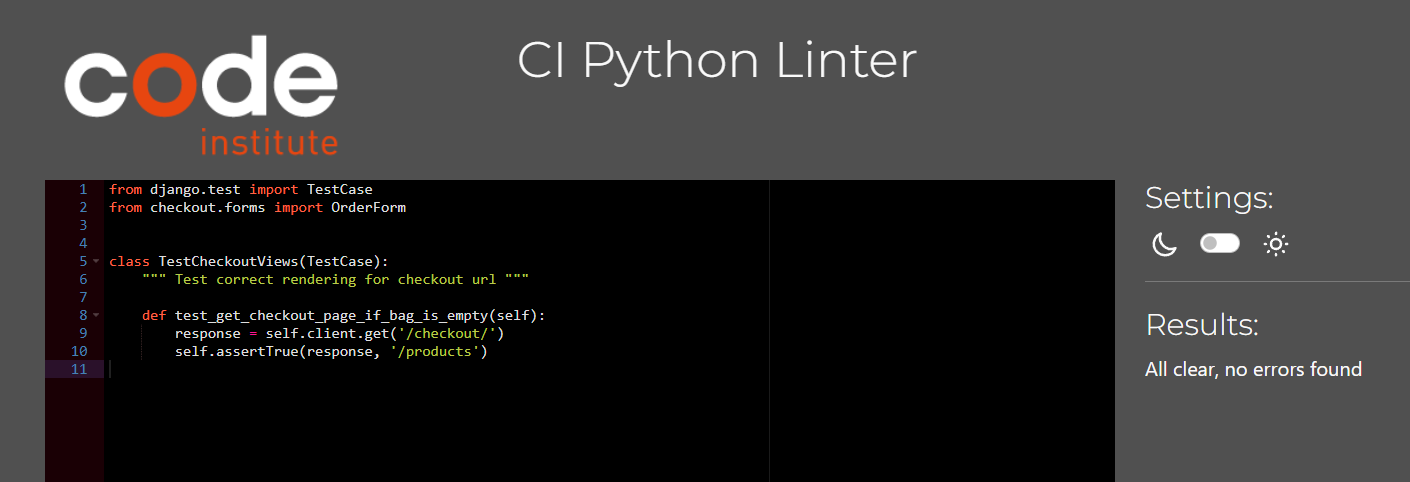 code
institute
CI Python Linter
1 from django.test import TestCase
2 from checkout.forms import OrderForm
3
4
5 class TestCheckoutViews(TestCase):
6     """ Test correct rendering for checkout url """
7
8     def test_get_checkout_page_if_bag_is_empty(self):
9         response = self.client.get('/checkout/')
10         self.assertTrue(response, '/products')
11
Settings:
Results:
All clear, no errors found